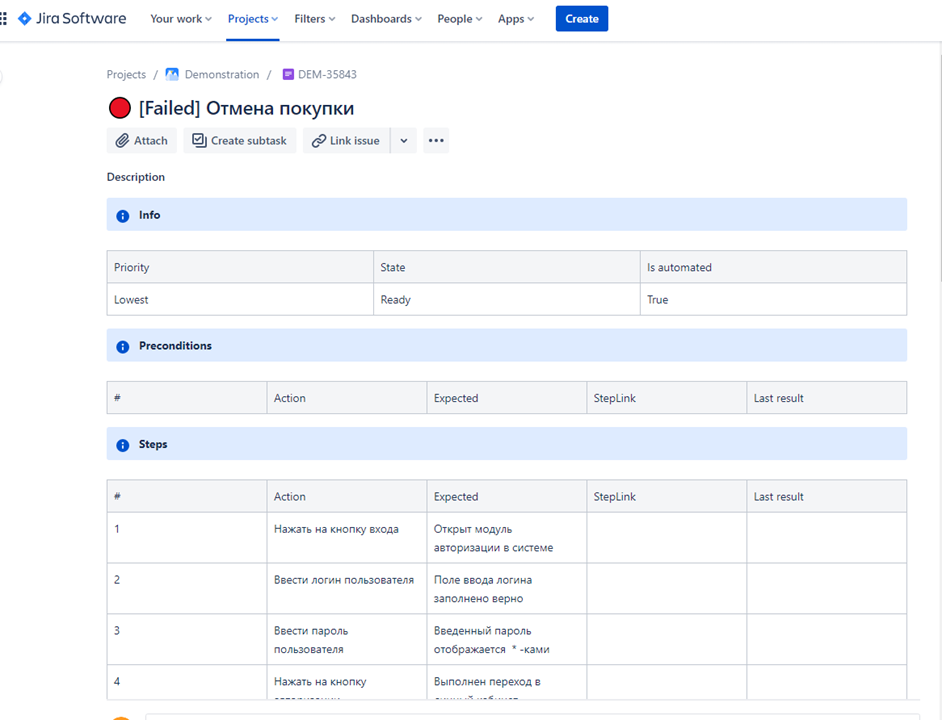 Jira Software Your work Projects Filters Dashboards People Apps Create
Projects / Demonstration / DEM-35843
[Failed] Отмена покупки
Attach Create subtask Link issue
Description
Info
Priority State Is automated
Lowest Ready True
Preconditions
# Action Expected StepLink Last result
Steps
# Action Expected StepLink Last result
1 Нажать на кнопку входа Открыт модуль
авторизации в системе
2 Ввести логин пользователя Поле ввода логина
заполнено верно
3 Ввести пароль Введенный пароль
пользователя отображается * -ками
4 Нажать на кнопку Выполнен переход в